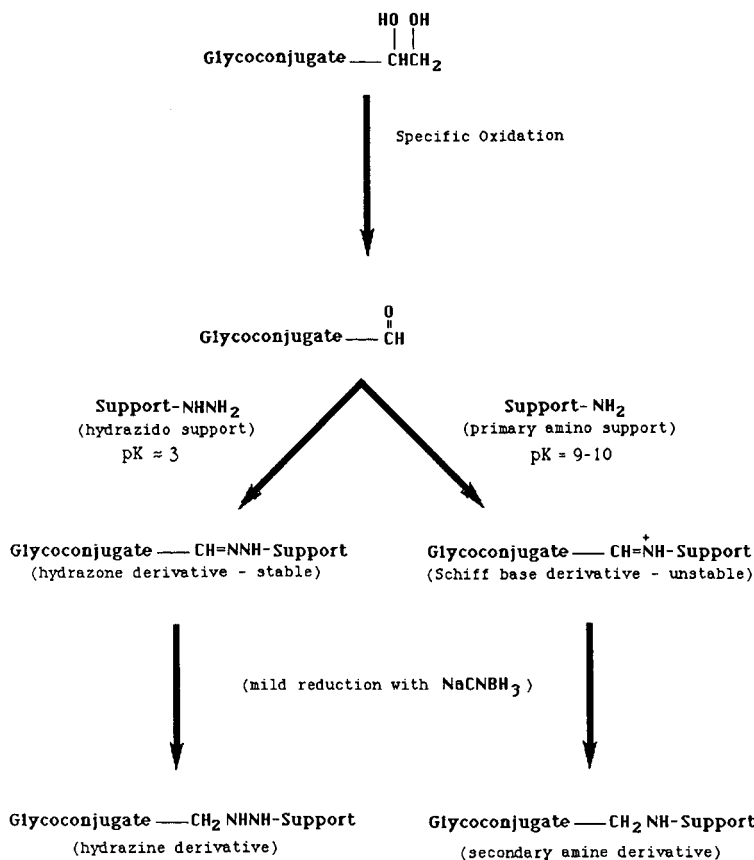 HO OH
Glycoconjugate — CHCH₂
Specific Oxidation
O
Glycoconjugate — CH
Support-NHNH₂
(hydrazido support)
pK ≈ 3
Support-NH₂
(primary amino support)
pK = 9-10
Glycoconjugate — CH=NNH-Support
(hydrazone derivative - stable)
+
Glycoconjugate — CH=NH-Support
(Schiff base derivative - unstable)
(mild reduction with NaCNBH₃)
Glycoconjugate — CH₂ NHNH-Support
(hydrazine derivative)
Glycoconjugate — CH₂ NH-Support
(secondary amine derivative)